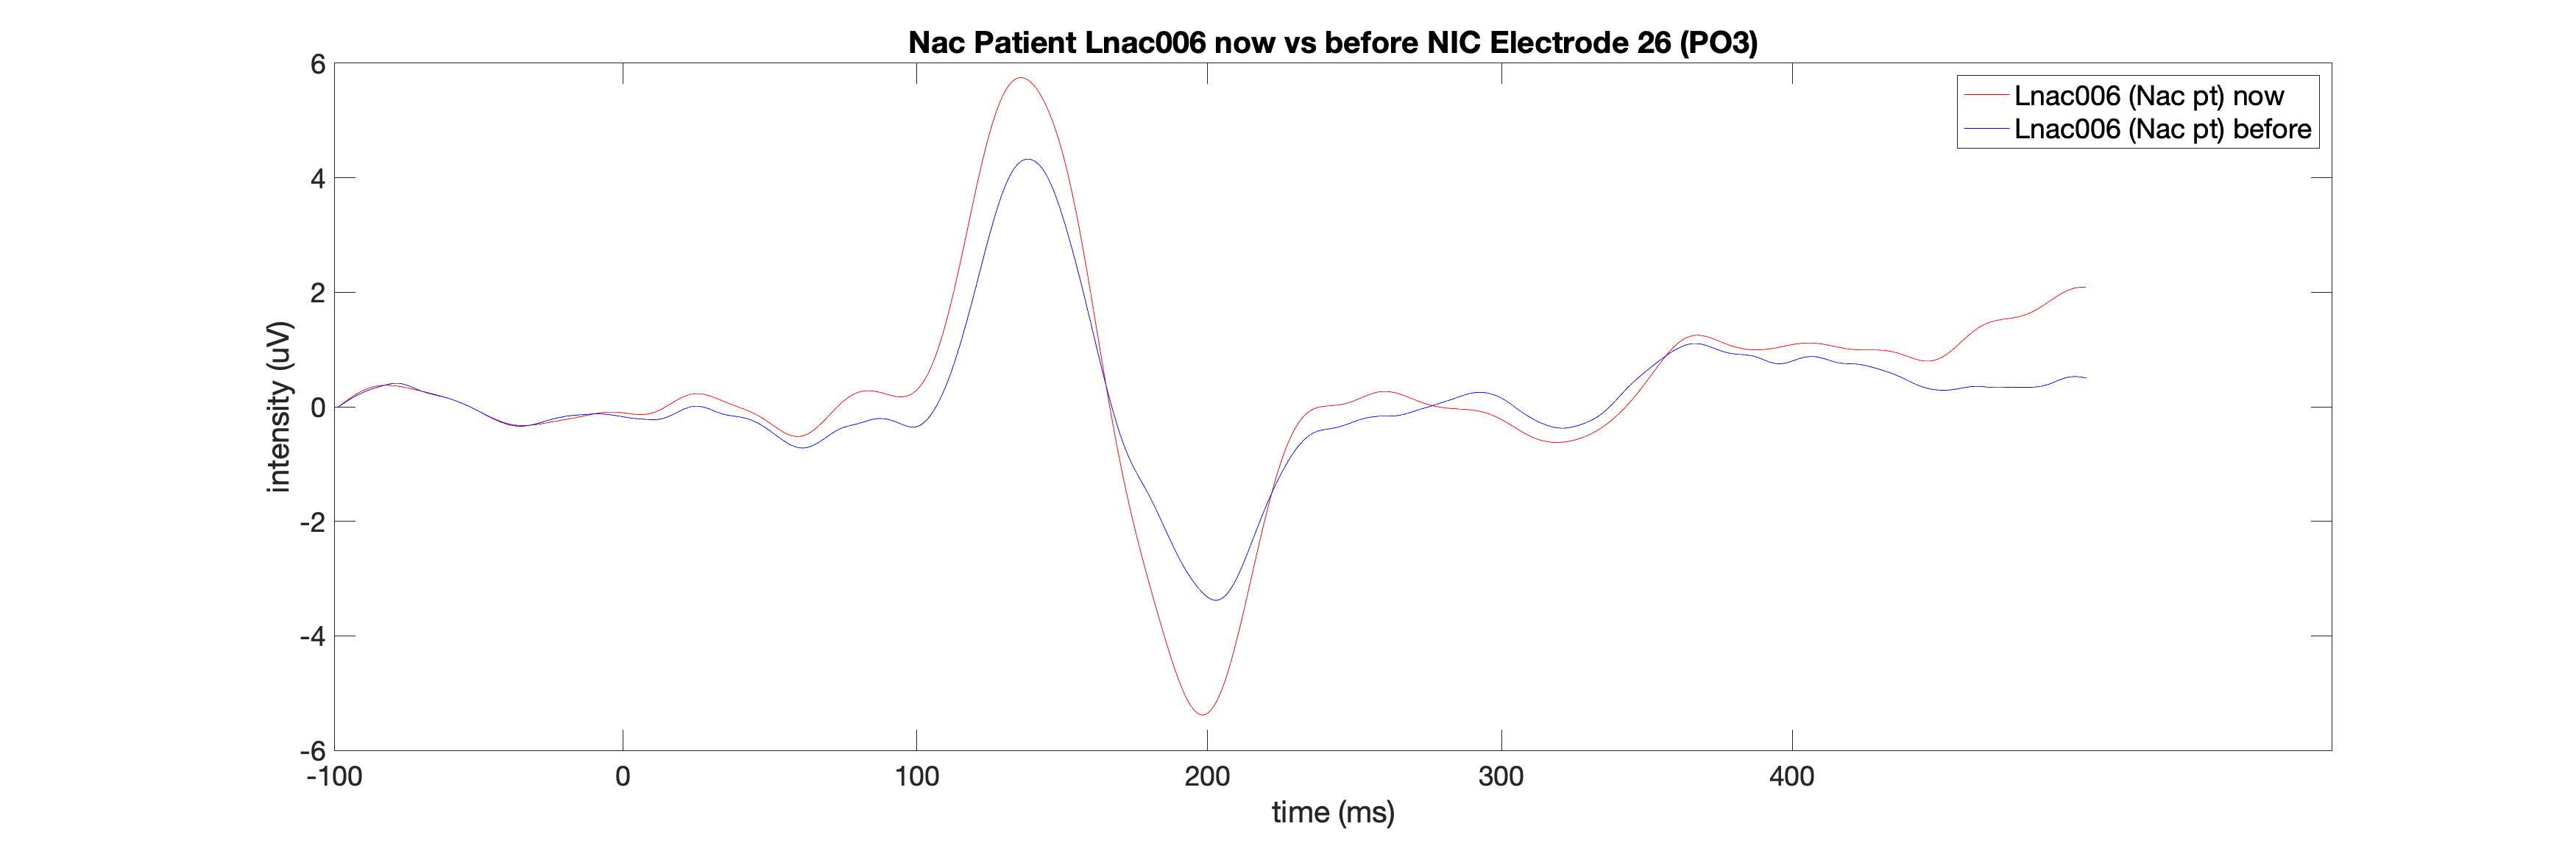 Nac Patient Lnac006 now vs before NIC Electrode 26 (PO3)
Lnac006 (Nac pt) now
Lnac006 (Nac pt) before
6
4
2
0
-2
-4
-6
intensity (uV)
-100 0 100 200 300 400
time (ms)